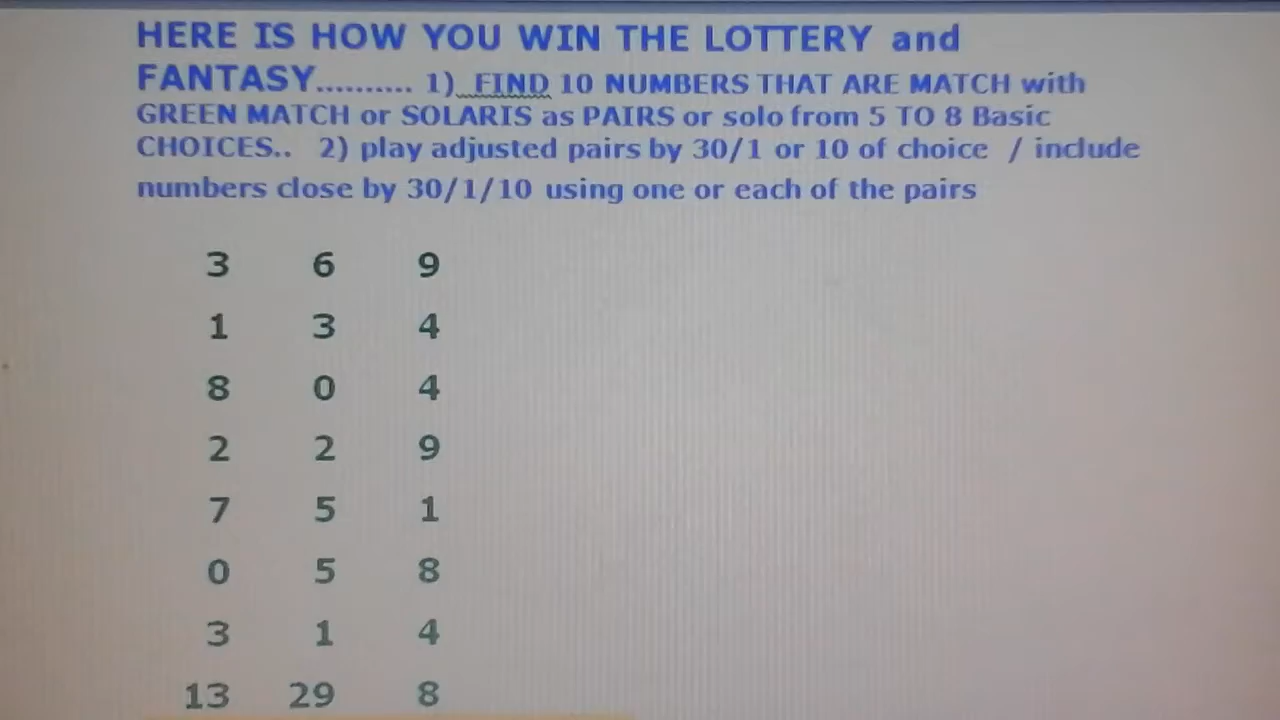 HERE IS HOW YOU WIN THE LOTTERY and
FANTASY.......... 1) FIND 10 NUMBERS THAT ARE MATCH with
GREEN MATCH or SOLARIS as PAIRS or solo from 5 TO 8 Basic
CHOICES.. 2) play adjusted pairs by 30/1 or 10 of choice / include
numbers close by 30/1/10 using one or each of the pairs
3 6 9
1 3 4
8 0 4
2 2 9
7 5 1
0 5 8
3 1 4
13 29 8